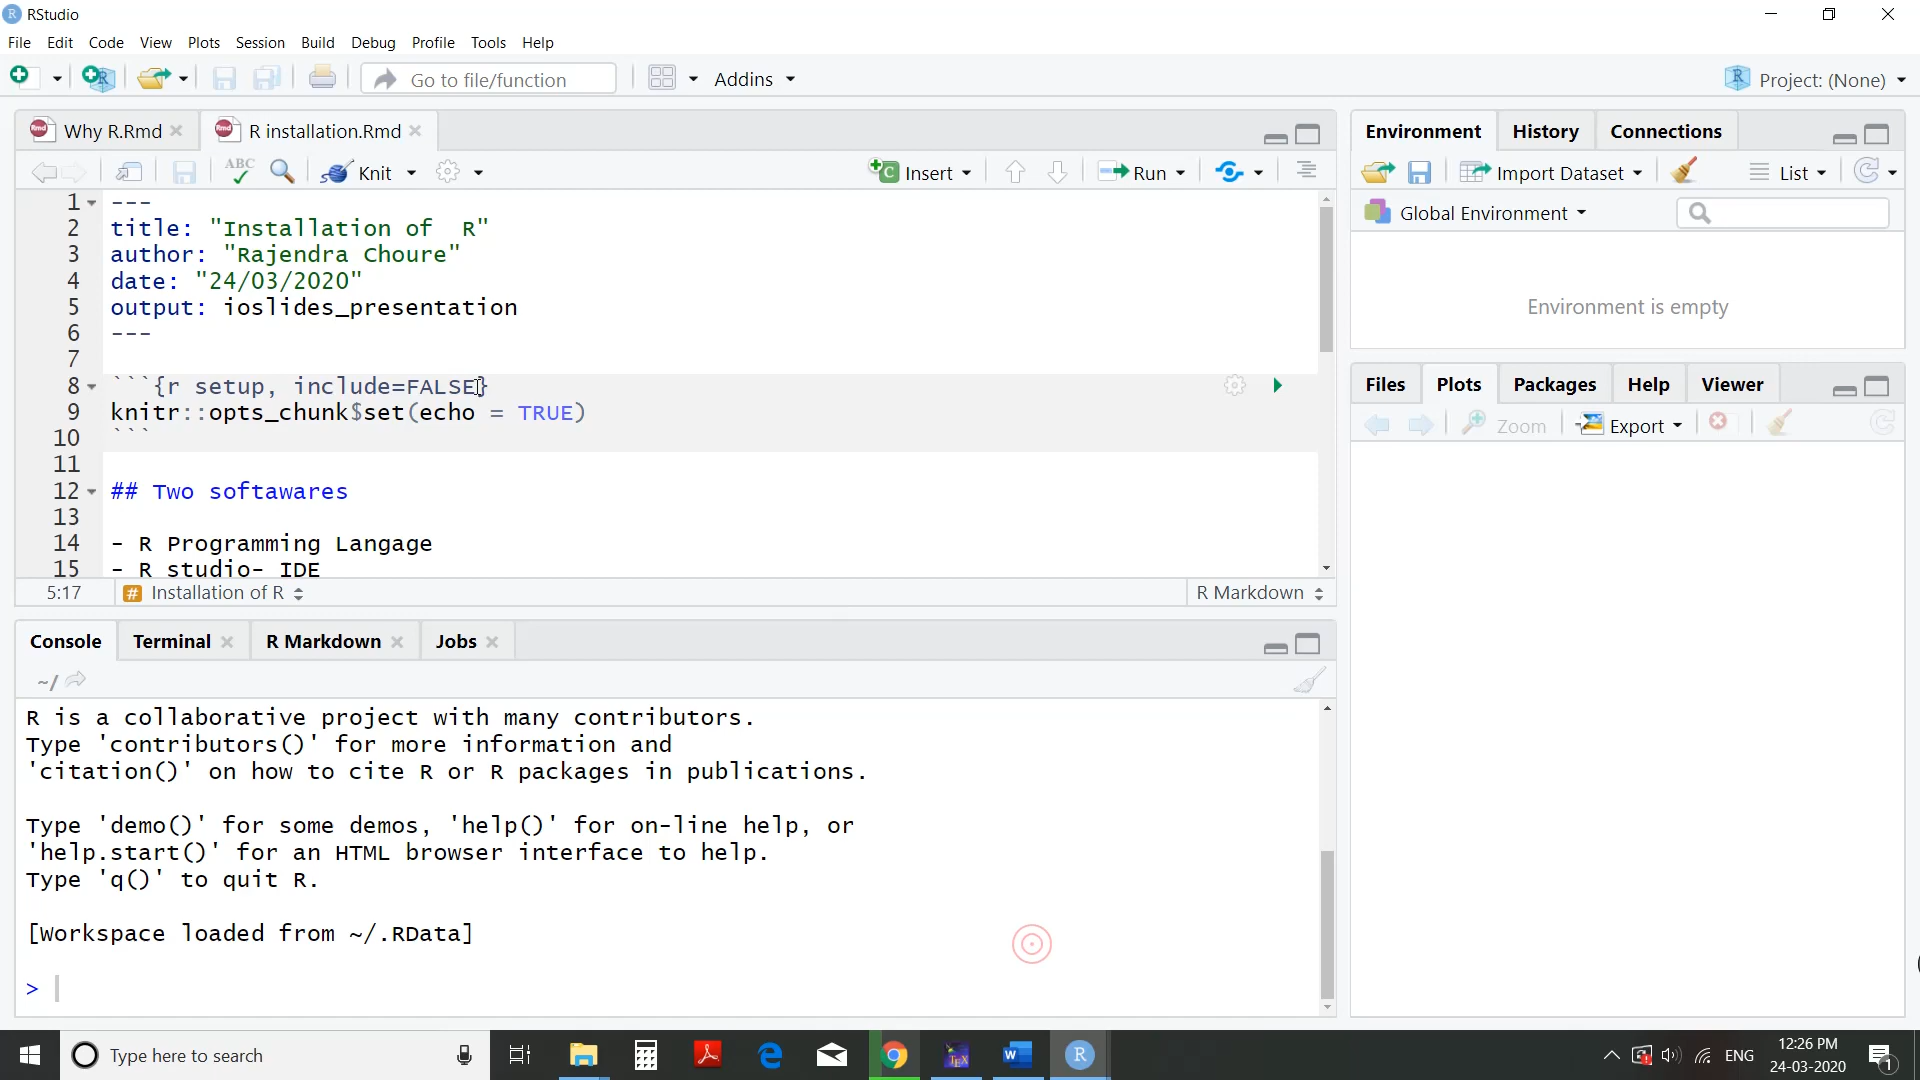 RStudio
File Edit Code View Plots Session Build Debug Profile Tools Help
Go to file/function Addins Project: (None)
Why R.Rmd R installation.Rmd
ABC Knit Insert Run
1 ---
2 title: "Installation of  R"
3 author: "Rajendra Choure"
4 date: "24/03/2020"
5 output: ioslides_presentation
6 ---
7
8 ```{r setup, include=FALSE}
9 knitr::opts_chunk$set(echo = TRUE)
10 ```
11
12 ## Two softawares
13
14 - R Programming Langage
15 - R studio- IDE
5:17 # Installation of R R Markdown
Console Terminal R Markdown Jobs
~/
R is a collaborative project with many contributors.
Type 'contributors()' for more information and
'citation()' on how to cite R or R packages in publications.
Type 'demo()' for some demos, 'help()' for on-line help, or
'help.start()' for an HTML browser interface to help.
Type 'q()' to quit R.
[Workspace loaded from ~/.RData]
>
Environment History Connections
Import Dataset List
Global Environment
Environment is empty
Files Plots Packages Help Viewer
Zoom Export
Type here to search
ENG
12:26 PM
24-03-2020
1